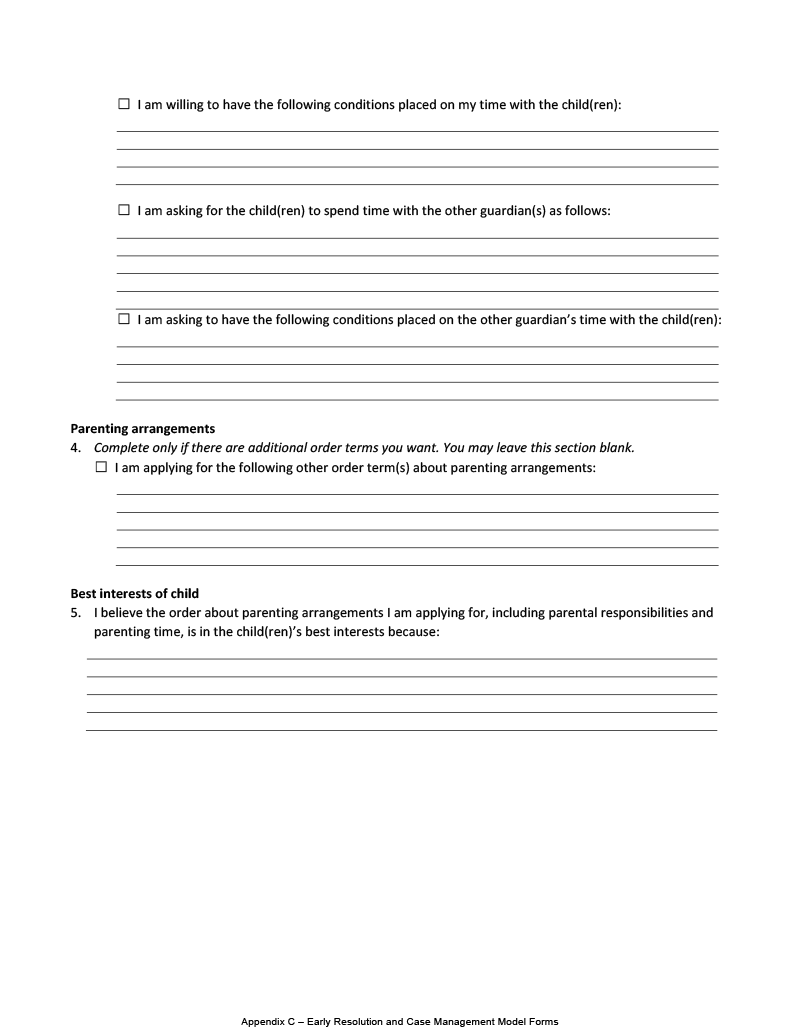 ☐ I am willing to have the following conditions placed on my time with the child(ren):
☐ I am asking for the child(ren) to spend time with the other guardian(s) as follows:
☐ I am asking to have the following conditions placed on the other guardian’s time with the child(ren):
Parenting arrangements
4. Complete only if there are additional order terms you want. You may leave this section blank.
☐ I am applying for the following other order term(s) about parenting arrangements:
Best interests of child
5. I believe the order about parenting arrangements I am applying for, including parental responsibilities and
parenting time, is in the child(ren)’s best interests because:
Appendix C – Early Resolution and Case Management Model Forms